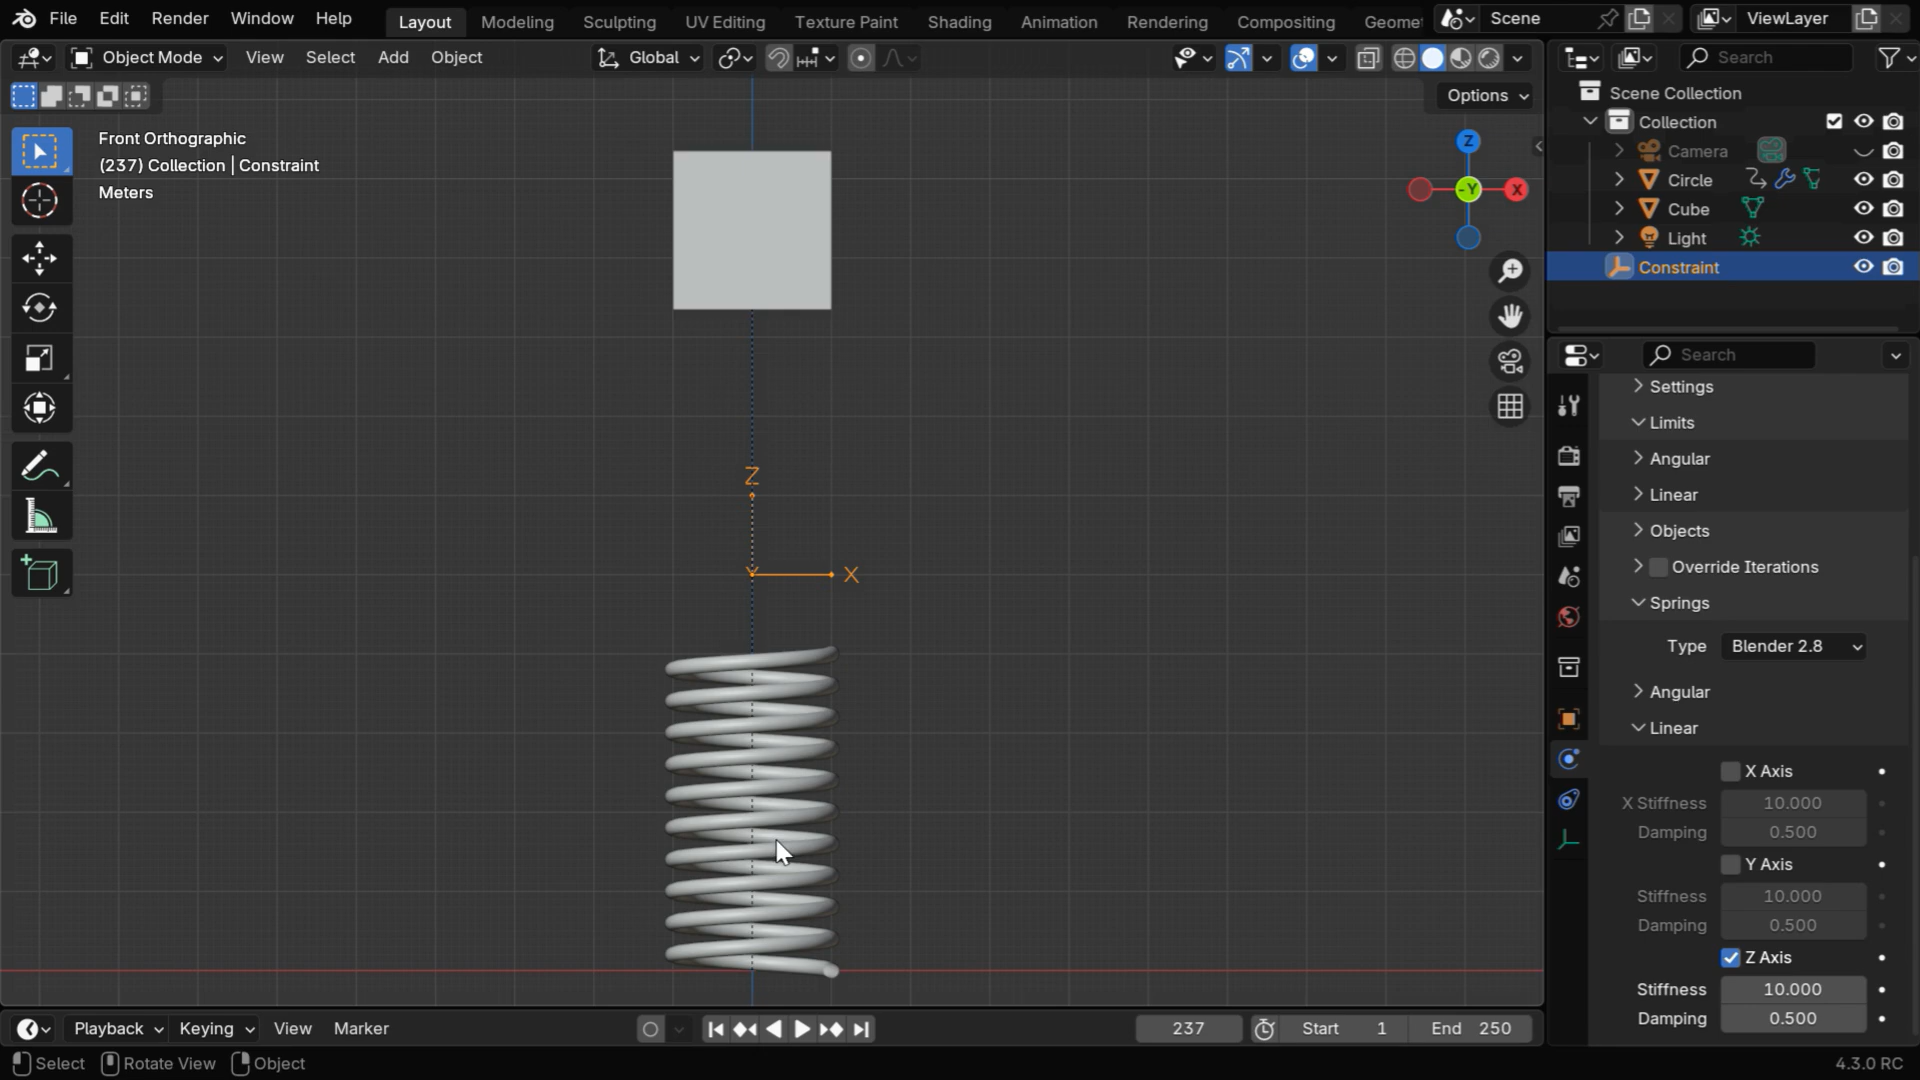 File Edit Render Window Help Layout Modeling Sculpting UV Editing Texture Paint Shading Animation Rendering Compositing Geomet Scene ViewLayer
Object Mode View Select Add Object Global Search
Options
Scene Collection
Front Orthographic
(237) Collection | Constraint
Meters
Z
-Y
X
Collection
Camera
Circle
Cube
Light
Constraint
Search
Settings
Limits
Angular
Linear
Objects
Override Iterations
Springs
Type Blender 2.8
Angular
Linear
X Axis
X Stiffness 10.000
Damping 0.500
Y Axis
Stiffness 10.000
Damping 0.500
Z Axis
Stiffness 10.000
Damping 0.500
Z
Y
X
Playback Keying View Marker 237 Start 1 End 250
Select Rotate View Object 4.3.0 RC